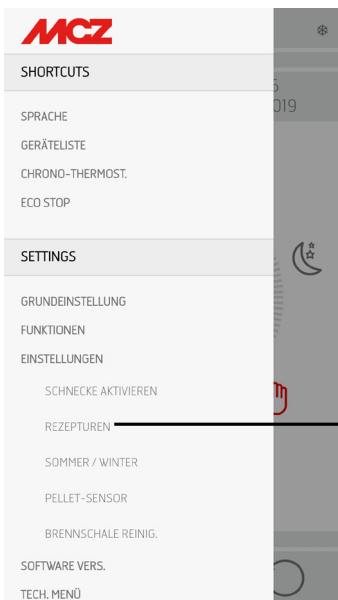 MCZ
SHORTCUTS
SPRACHE
GERÄTELISTE
CHRONO-THERMOST.
ECO STOP
SETTINGS
GRUNDEINSTELLUNG
FUNKTIONEN
EINSTELLUNGEN
SCHNECKE AKTIVIEREN
REZEPTUREN
SOMMER / WINTER
PELLET-SENSOR
BRENNSCHALE REINIG.
SOFTWARE VERS.
TECH. MENÜ
019